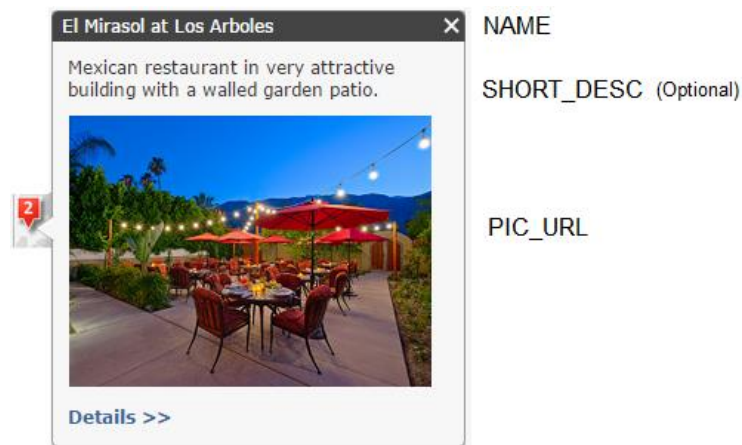 El Mirasol at Los Arboles
NAME
Mexican restaurant in very attractive
building with a walled garden patio.
SHORT_DESC (Optional)
2
PIC_URL
Details >>